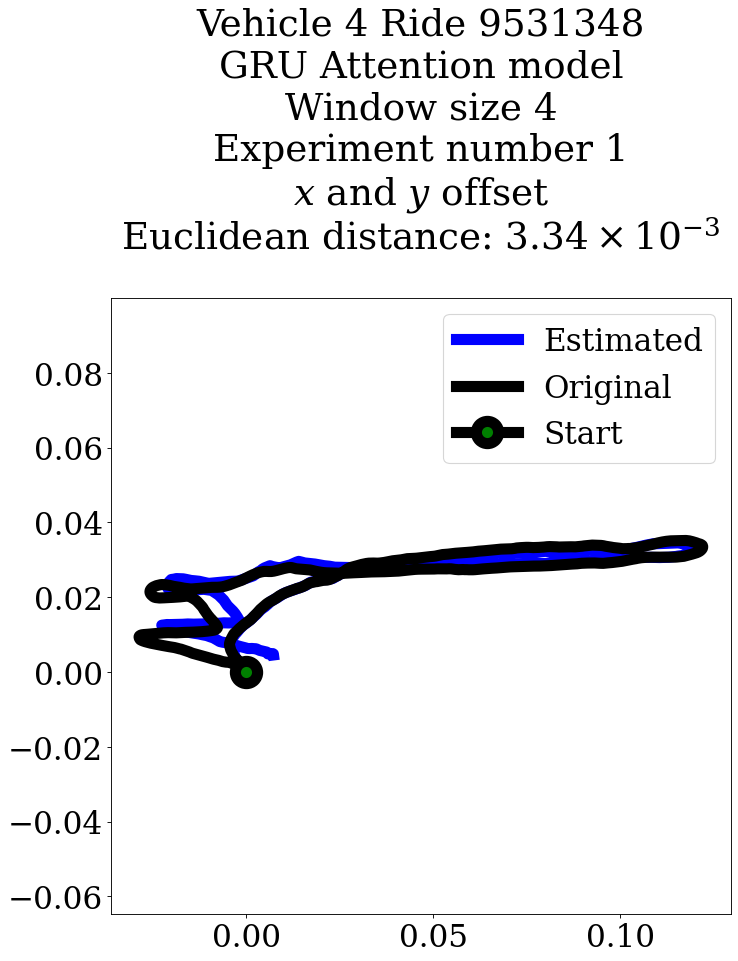 Vehicle 4 Ride 9531348
GRU Attention model
Window size 4
Experiment number 1
x and y offset
Euclidean distance: 3.34 × 10⁻³
Estimated
Original
Start
0.08
0.06
0.04
0.02
0.00
−0.02
−0.04
−0.06
0.00 0.05 0.10